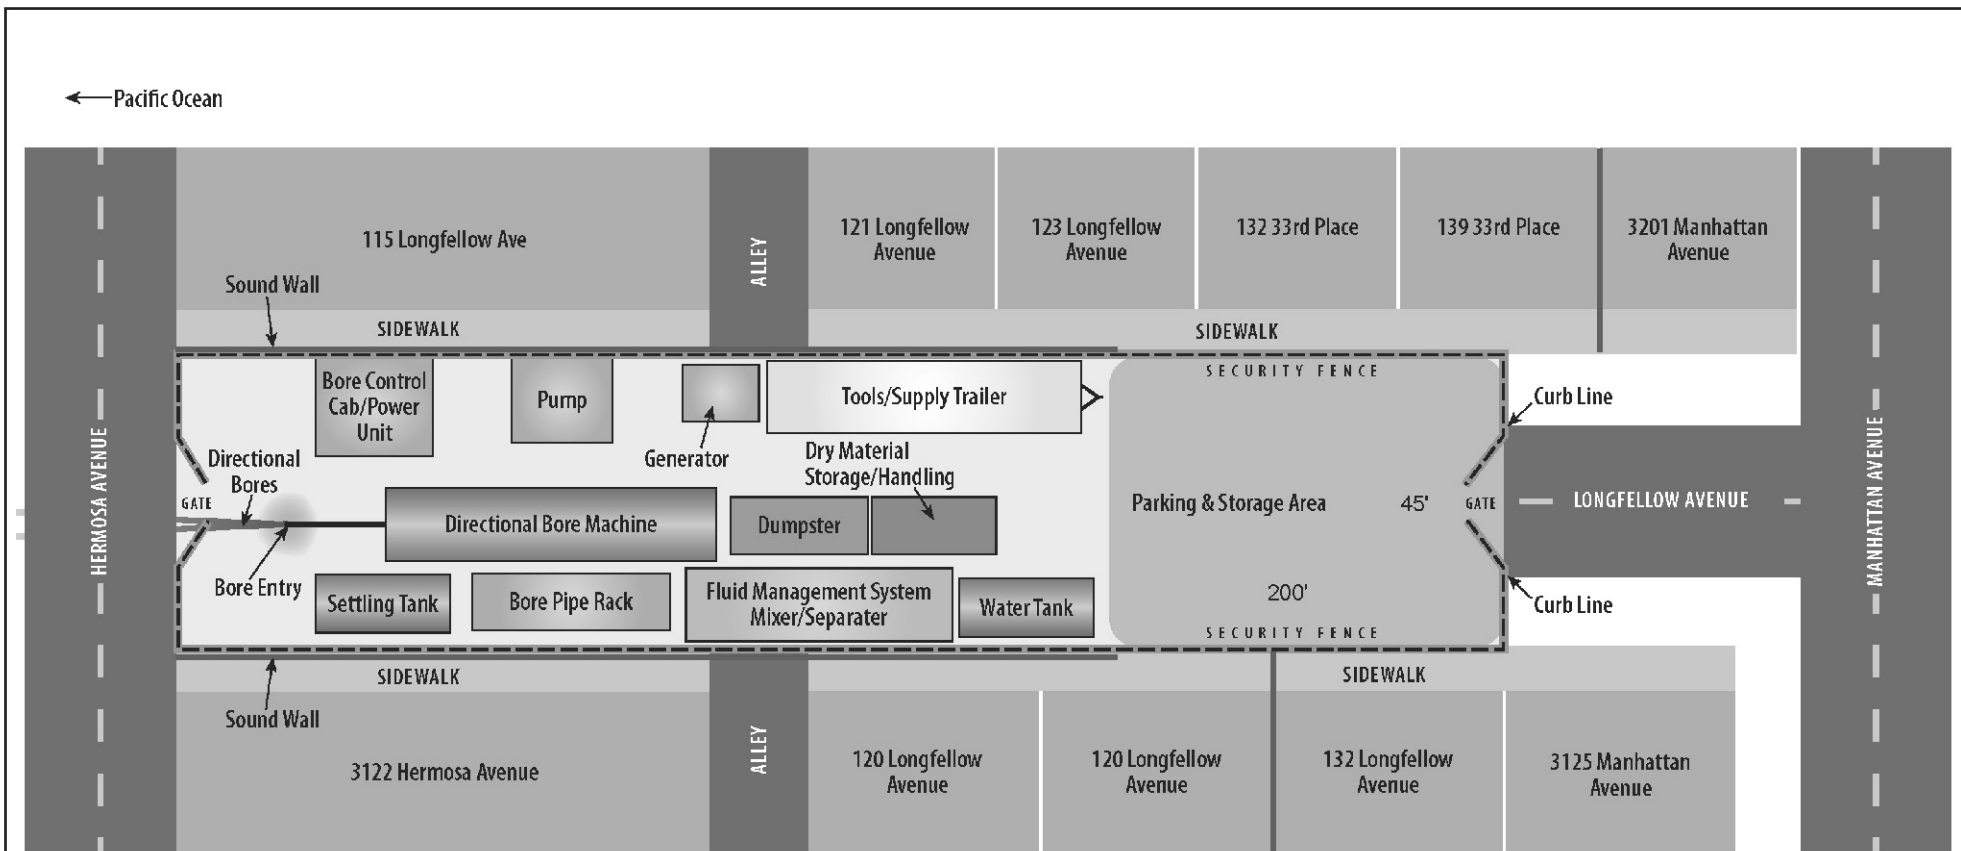 Pacific Ocean
115 Longfellow Ave
ALLEY
121 Longfellow
Avenue
123 Longfellow
Avenue
132 33rd Place
139 33rd Place
3201 Manhattan
Avenue
Sound Wall
SIDEWALK
SIDEWALK
HERMOSA AVENUE
Bore Control
Cab/Power
Unit
Pump
Generator
Tools/Supply Trailer
SECURITY FENCE
Curb Line
Directional
Bores
Dry Material
Storage/Handling
GATE
Directional Bore Machine
Dumpster
Parking & Storage Area
45'
GATE
LONGFELLOW AVENUE
MANHATTAN AVENUE
Bore Entry
Settling Tank
Bore Pipe Rack
Fluid Management System
Mixer/Separater
Water Tank
200'
SECURITY FENCE
Curb Line
SIDEWALK
SIDEWALK
Sound Wall
3122 Hermosa Avenue
ALLEY
120 Longfellow
Avenue
120 Longfellow
Avenue
132 Longfellow
Avenue
3125 Manhattan
Avenue